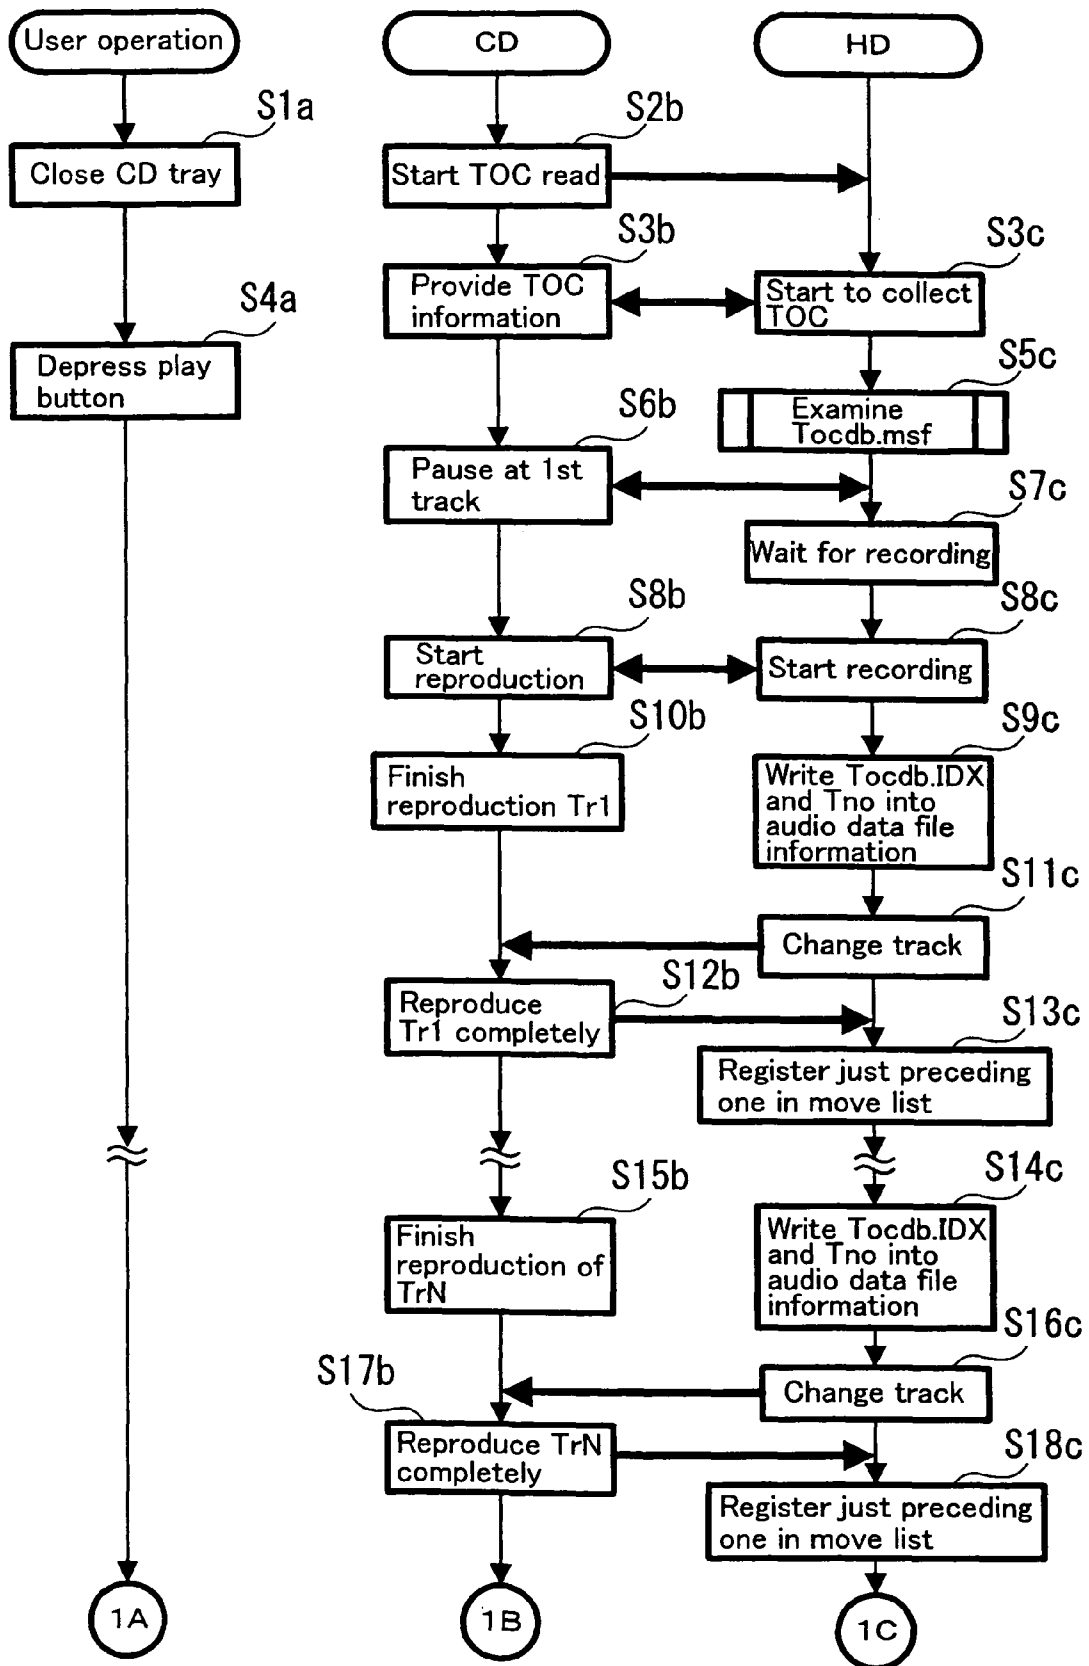 User operation
CD
HD
S1a
S2b
Close CD tray
Start TOC read
S3b
S3c
Provide TOC
information
Start to collect
TOC
S4a
Depress play
button
S5c
Examine
Tocdb.msf
S6b
Pause at 1st
track
S7c
Wait for recording
S8b
S8c
Start
reproduction
Start recording
S10b
S9c
Finish
reproduction Tr1
Write Tocdb.IDX
and Tno into
audio data file
information
S11c
Change track
S12b
Reproduce
Tr1 completely
S13c
Register just preceding
one in move list
S15b
S14c
Finish
reproduction of
TrN
Write Tocdb.IDX
and Tno into
audio data file
information
S16c
Change track
S17b
Reproduce TrN
completely
S18c
Register just preceding
one in move list
1A
1B
1C